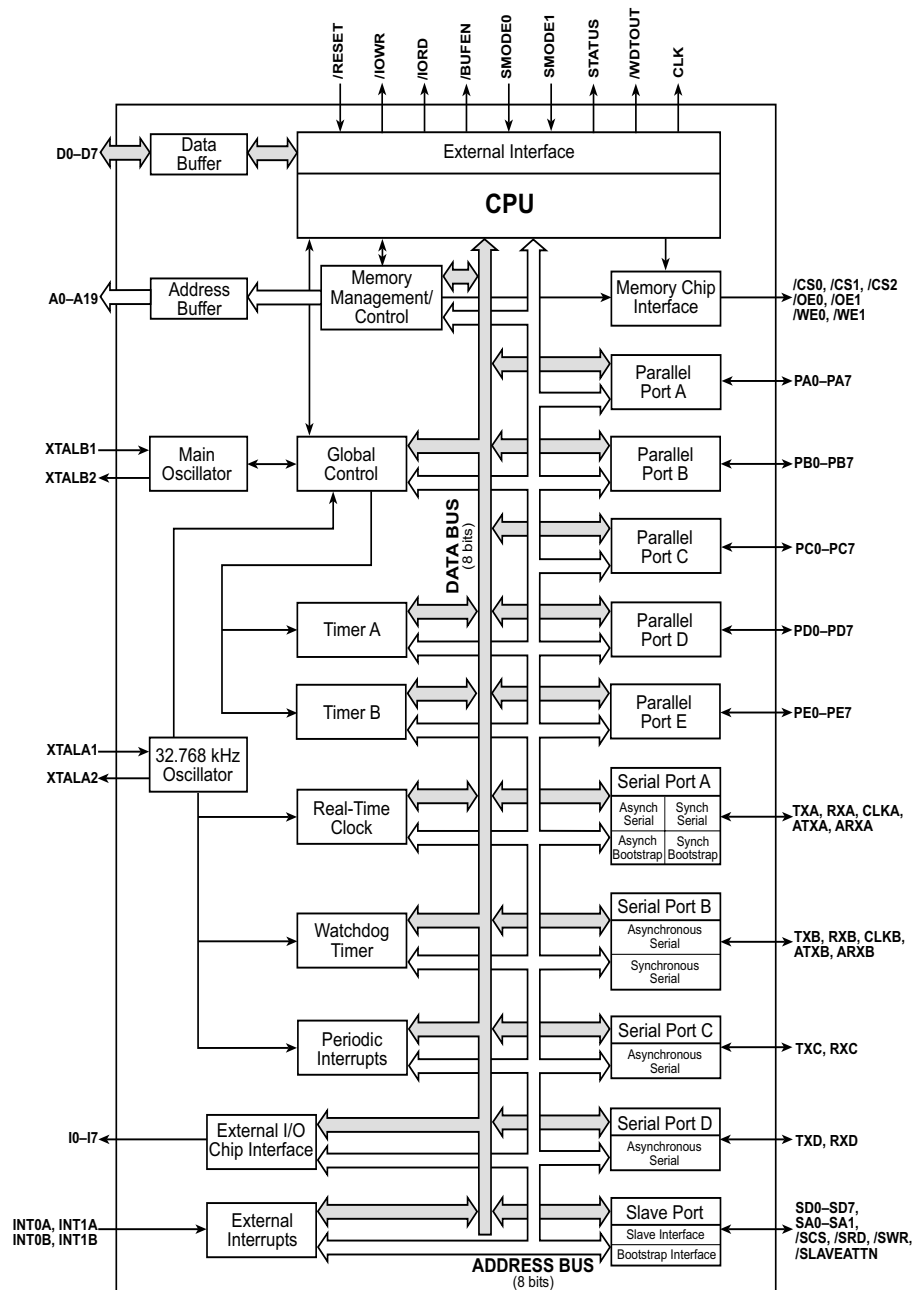 /RESET
/IOWR
/IORD
/BUFEN
SMODE0
SMODE1
STATUS
/WDTOUT
CLK
D0–D7
Data
Buffer
External Interface
CPU
A0–A19
Address
Buffer
Memory
Management/
Control
Memory Chip
Interface
/CS0, /CS1, /CS2
/OE0, /OE1
/WE0, /WE1
Parallel
Port A
PA0–PA7
XTALB1
XTALB2
Main
Oscillator
Global
Control
Parallel
Port B
PB0–PB7
DATA BUS
(8 bits)
Parallel
Port C
PC0–PC7
Timer A
Parallel
Port D
PD0–PD7
Timer B
Parallel
Port E
PE0–PE7
XTALA1
XTALA2
32.768 kHz
Oscillator
Real-Time
Clock
Serial Port A
Asynch
Serial
Synch
Serial
Asynch
Bootstrap
Synch
Bootstrap
TXA, RXA, CLKA,
ATXA, ARXA
Watchdog
Timer
Serial Port B
Asynchronous
Serial
Synchronous
Serial
TXB, RXB, CLKB,
ATXB, ARXB
Periodic
Interrupts
Serial Port C
Asynchronous
Serial
TXC, RXC
I0–I7
External I/O
Chip Interface
Serial Port D
Asynchronous
Serial
TXD, RXD
INT0A, INT1A
INT0B, INT1B
External
Interrupts
Slave Port
Slave Interface
Bootstrap Interface
SD0–SD7,
SA0–SA1,
/SCS, /SRD, /SWR,
/SLAVEATTN
ADDRESS BUS
(8 bits)